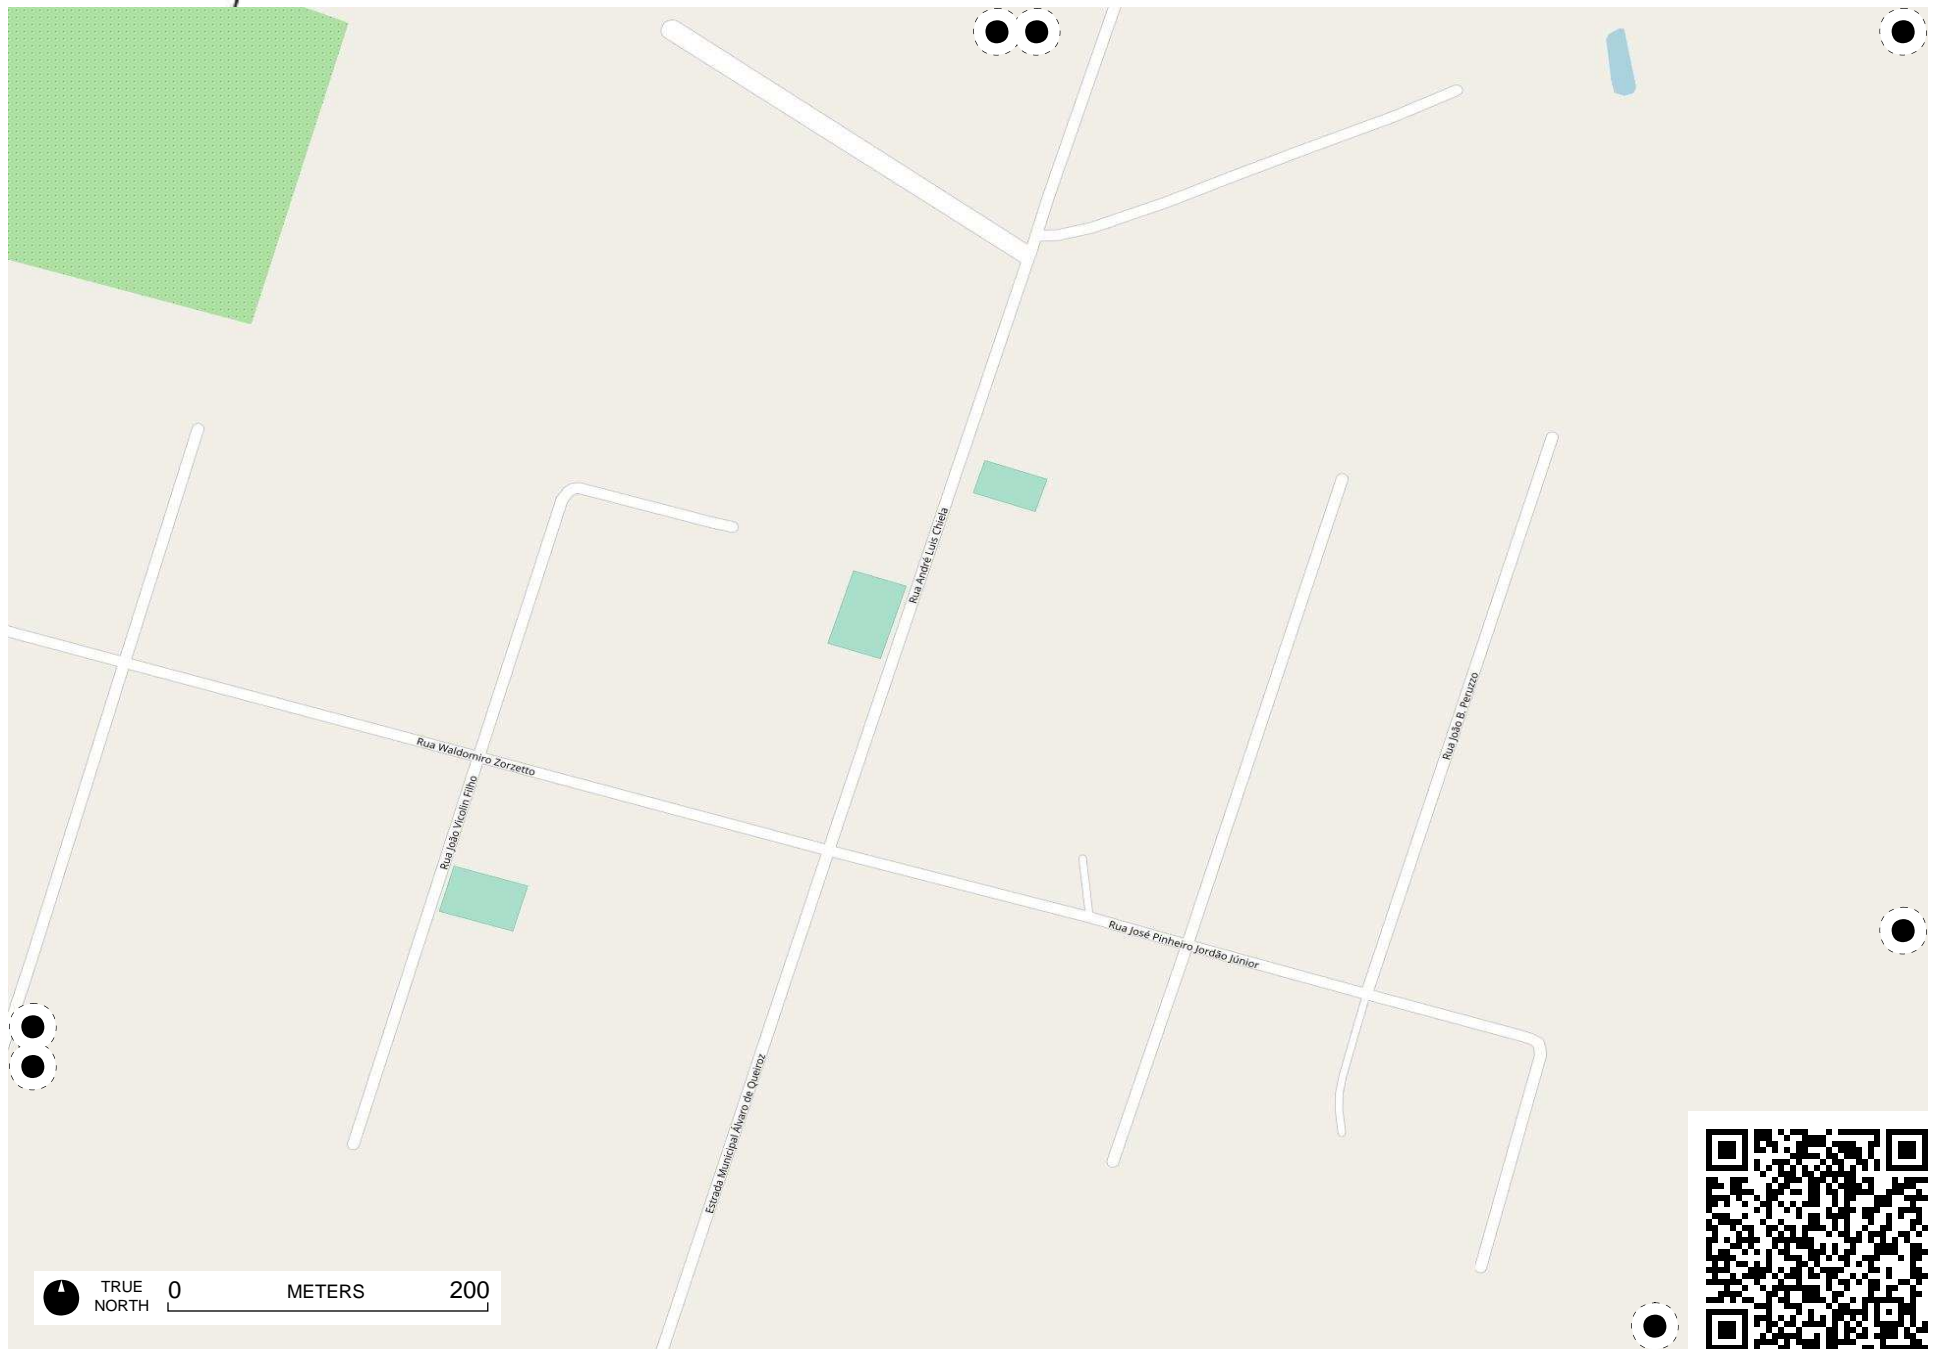 Rua André Luis Chiela
Rua João B. Peruzzo
Rua Waldomiro Zorzetto
Rua João Vicolin Filho
Rua José Pinheiro Jordão Júnior
Estrada Municipal Álvaro de Queiroz
TRUE NORTH
0 METERS 200